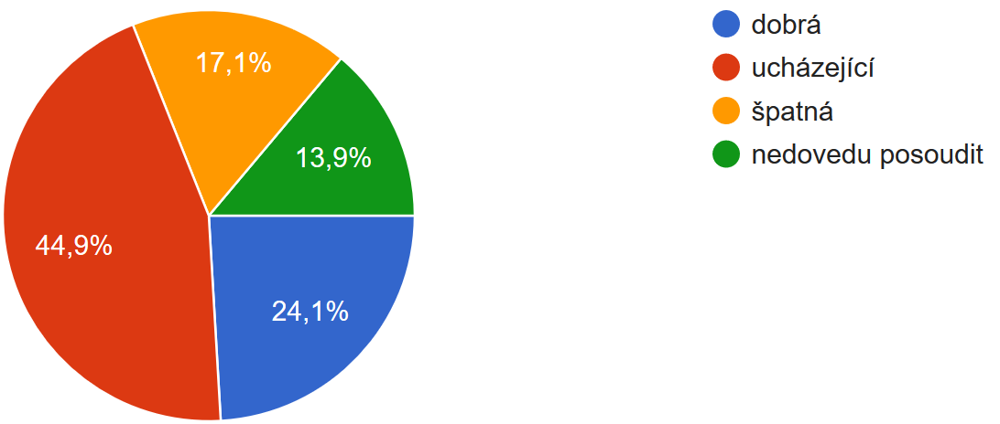 17,1%
13,9%
44,9%
24,1%
dobrá
ucházející
špatná
nedovedu posoudit